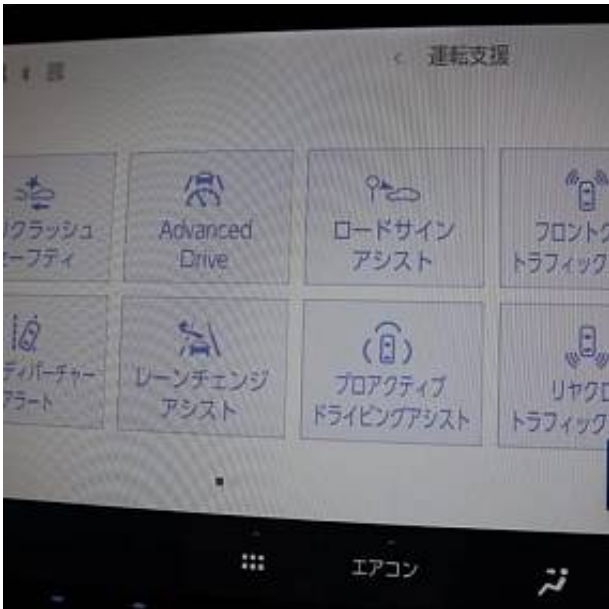 運転支援
クラッシュ
セーフティ
Advanced
Drive
ロードサイン
アシスト
フロントク
トラフィック
ディパーチャー
アラート
レーンチェンジ
アシスト
プロアクティブ
ドライビングアシスト
リヤクロ
トラフィック
エアコン